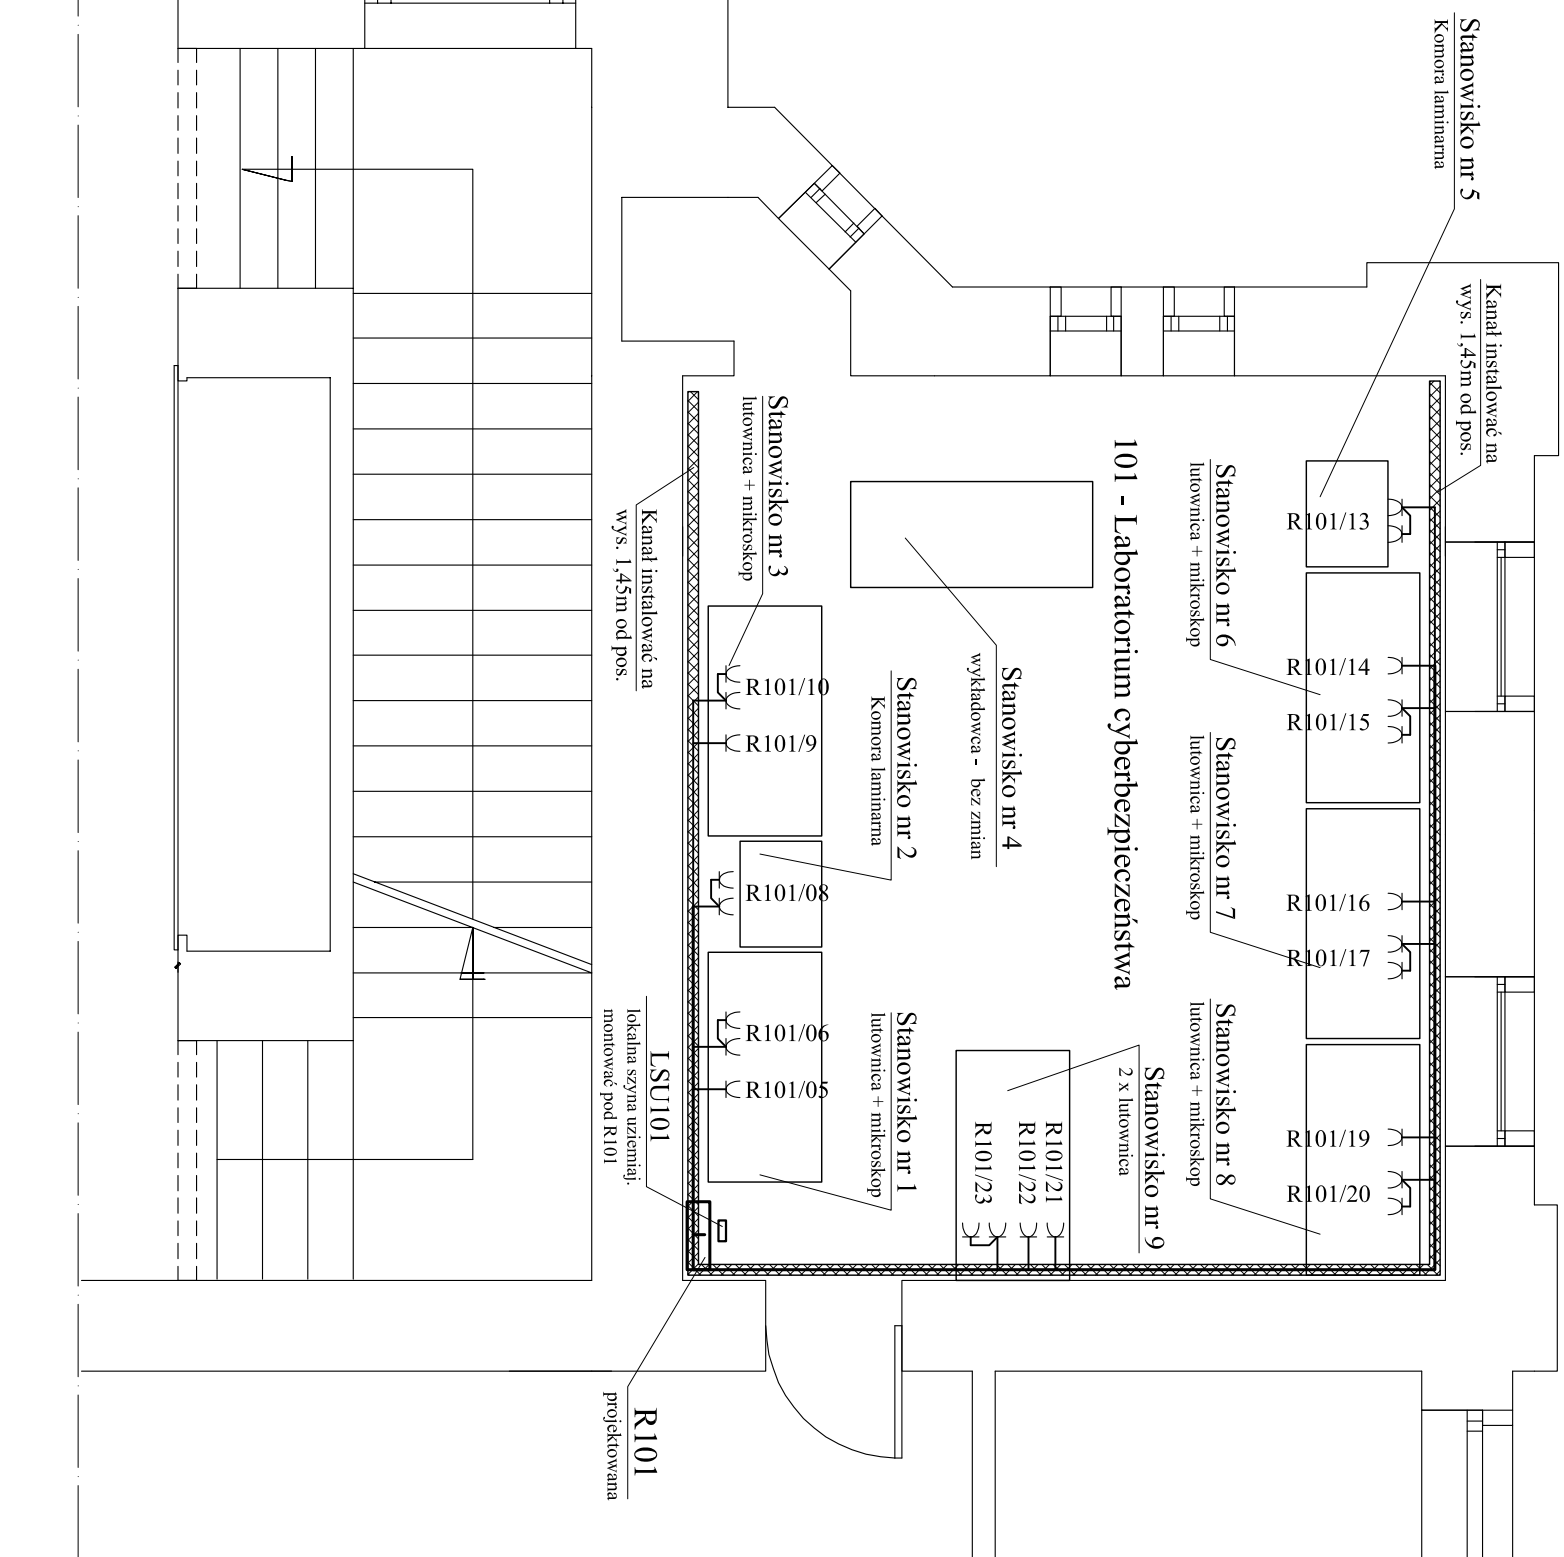 Stanowisko nr 5
Komora laminarna
Kanał instalować na
wys. 1,45m od pos.
101 - Laboratorium cyberbezpieczeństwa
R101/13
Stanowisko nr 6
lutownica + mikroskop
R101/14
R101/15
Stanowisko nr 7
lutownica + mikroskop
R101/16
R101/17
Stanowisko nr 8
lutownica + mikroskop
R101/19
R101/20
Stanowisko nr 9
2 x lutownica
R101/21
R101/22
R101/23
Stanowisko nr 4
wykładowca - bez zmian
Stanowisko nr 3
lutownica + mikroskop
R101/10
R101/9
Stanowisko nr 2
Komora laminarna
R101/08
Stanowisko nr 1
lutownica + mikroskop
R101/06
R101/05
Kanał instalować na
wys. 1,45m od pos.
LSU101
lokalna szyna uziemiaj.
montować pod R101
R101
projektowana